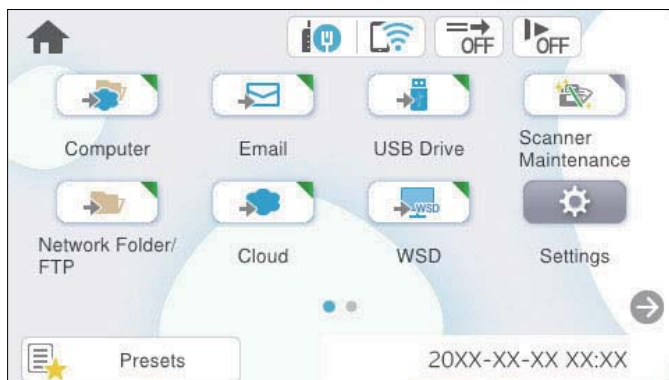 OFF OFF
Computer Email USB Drive Scanner
Maintenance
WSD
Network Folder/
FTP Cloud WSD Settings
Presets 20XX-XX-XX XX:XX